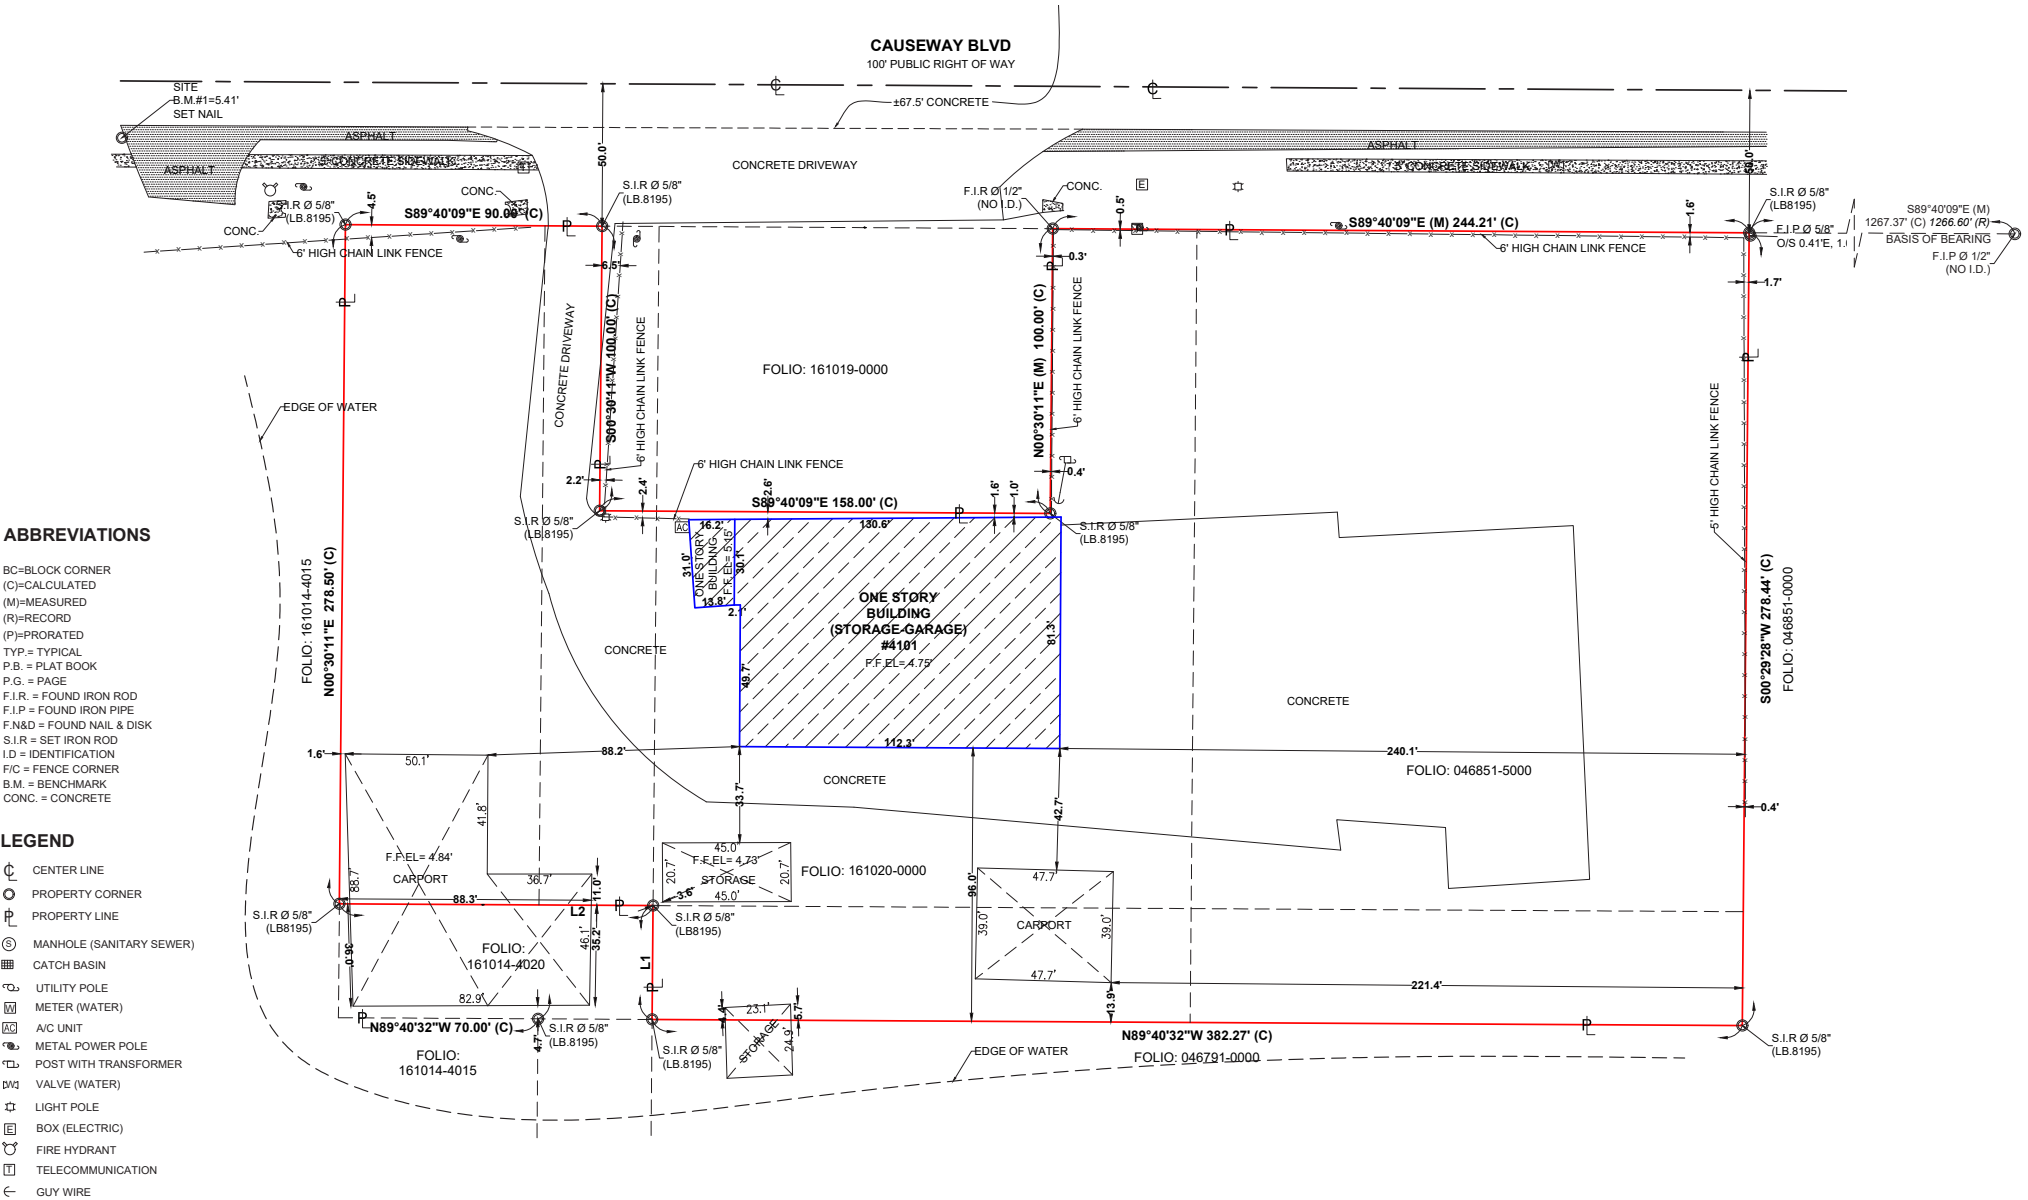 CAUSEWAY BLVD
100' PUBLIC RIGHT OF WAY
SITE
B.M.#1=5.41'
SET NAIL
±67.5' CONCRETE
ASPHALT
ASPHALT
ASPHALT
CONCRETE DRIVEWAY
50.0'
50.0'
CONC.
CONC.
CONC.
S.I.R Ø 5/8"
(LB.8195)
4.5'
S89°40'09"E 90.00' (C)
S.I.R Ø 5/8"
(LB.8195)
F.I.R Ø 1/2"
(NO I.D.)
0.5'
S89°40'09"E (M) 244.21' (C)
1.6'
S.I.R Ø 5/8"
(LB8195)
F.I.P Ø 5/8"
O/S 0.41'E,
S89°40'09"E (M)
1267.37' (C) 1266.60' (R)
BASIS OF BEARING
F.I.P Ø 1/2"
(NO I.D.)
6' HIGH CHAIN LINK FENCE
6' HIGH CHAIN LINK FENCE
6.5'
0.3'
1.7'
CONCRETE DRIVEWAY
S00°30'11"W 100.00' (C)
6' HIGH CHAIN LINK FENCE
FOLIO: 161019-0000
N00°30'11"E (M) 100.00' (C)
6' HIGH CHAIN LINK FENCE
5' HIGH CHAIN LINK FENCE
EDGE OF WATER
2.2'
2.4'
6' HIGH CHAIN LINK FENCE
2.6'
S89°40'09"E 158.00' (C)
1.6'
1.0'
0.4'
S.I.R Ø 5/8"
(LB.8195)
S.I.R Ø 5/8"
(LB.8195)
AC
16.2'
130.6'
31.0'
ONE STORY
BUILDING
F.F.EL= 5.15'
30.1'
13.8'
2.1'
ONE STORY
BUILDING
(STORAGE-GARAGE)
#4101
F.F.EL= 4.75'
81.3'
49.7'
112.3'
CONCRETE
CONCRETE
CONCRETE
FOLIO: 161014-4015
N00°30'11"E 278.50' (C)
S00°29'28"W 278.44' (C)
FOLIO: 046851-0000
1.6'
50.1'
88.2'
240.1'
FOLIO: 046851-5000
33.7'
42.7'
0.4'
41.8'
F.F.EL= 4.84'
CARPORT
88.7'
36.7'
11.0'
45.0'
F.F.EL= 4.73'
STORAGE
20.7'
20.7'
45.0'
FOLIO: 161020-0000
96.0'
47.7'
39.0'
CARPORT
39.0'
47.7'
3.6'
S.I.R Ø 5/8"
(LB8195)
88.3'
L2
S.I.R Ø 5/8"
(LB8195)
36.0'
FOLIO:
161014-4020
46.1'
35.2'
L1
82.9'
221.4'
13.9'
N89°40'32"W 70.00' (C)
4.7'
S.I.R Ø 5/8"
(LB.8195)
FOLIO:
161014-4015
23.1'
5.7'
STORAGE
24.9'
S.I.R Ø 5/8"
(LB.8195)
N89°40'32"W 382.27' (C)
EDGE OF WATER
FOLIO: 046791-0000
S.I.R Ø 5/8"
(LB.8195)
ABBREVIATIONS
BC=BLOCK CORNER
(C)=CALCULATED
(M)=MEASURED
(R)=RECORD
(P)=PRORATED
TYP.= TYPICAL
P.B. = PLAT BOOK
P.G. = PAGE
F.I.R. = FOUND IRON ROD
F.I.P = FOUND IRON PIPE
F.N&D = FOUND NAIL & DISK
S.I.R = SET IRON ROD
I.D = IDENTIFICATION
F/C = FENCE CORNER
B.M. = BENCHMARK
CONC. = CONCRETE
LEGEND
CENTER LINE
PROPERTY CORNER
PROPERTY LINE
S MANHOLE (SANITARY SEWER)
CATCH BASIN
UTILITY POLE
W METER (WATER)
AC A/C UNIT
METAL POWER POLE
POST WITH TRANSFORMER
VALVE (WATER)
LIGHT POLE
E BOX (ELECTRIC)
FIRE HYDRANT
T TELECOMMUNICATION
GUY WIRE